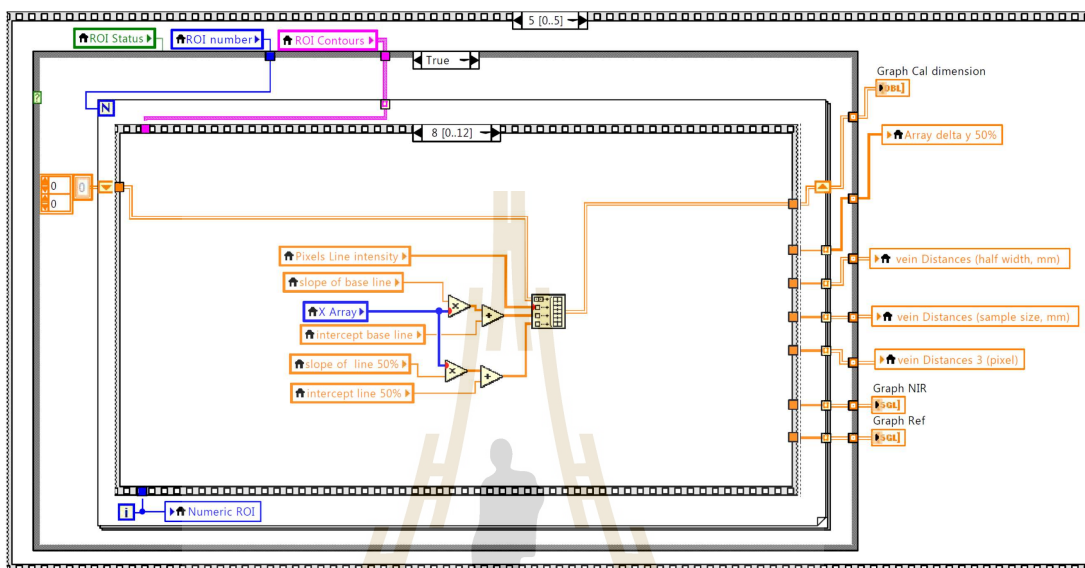 5 [0..5]
ROI Status
ROI number
ROI Contours
True
Graph Cal dimension
DBL]
N
8 [0..12]
Array delta y 50%
?
0
0
0
Pixels Line intensity
slope of base line
X Array
intercept base line
slope of line 50%
intercept line 50%
x
+
x
+
vein Distances (half width, mm)
vein Distances (sample size, mm)
vein Distances 3 (pixel)
Graph NIR
SGL]
Graph Ref
SGL]
i
Numeric ROI